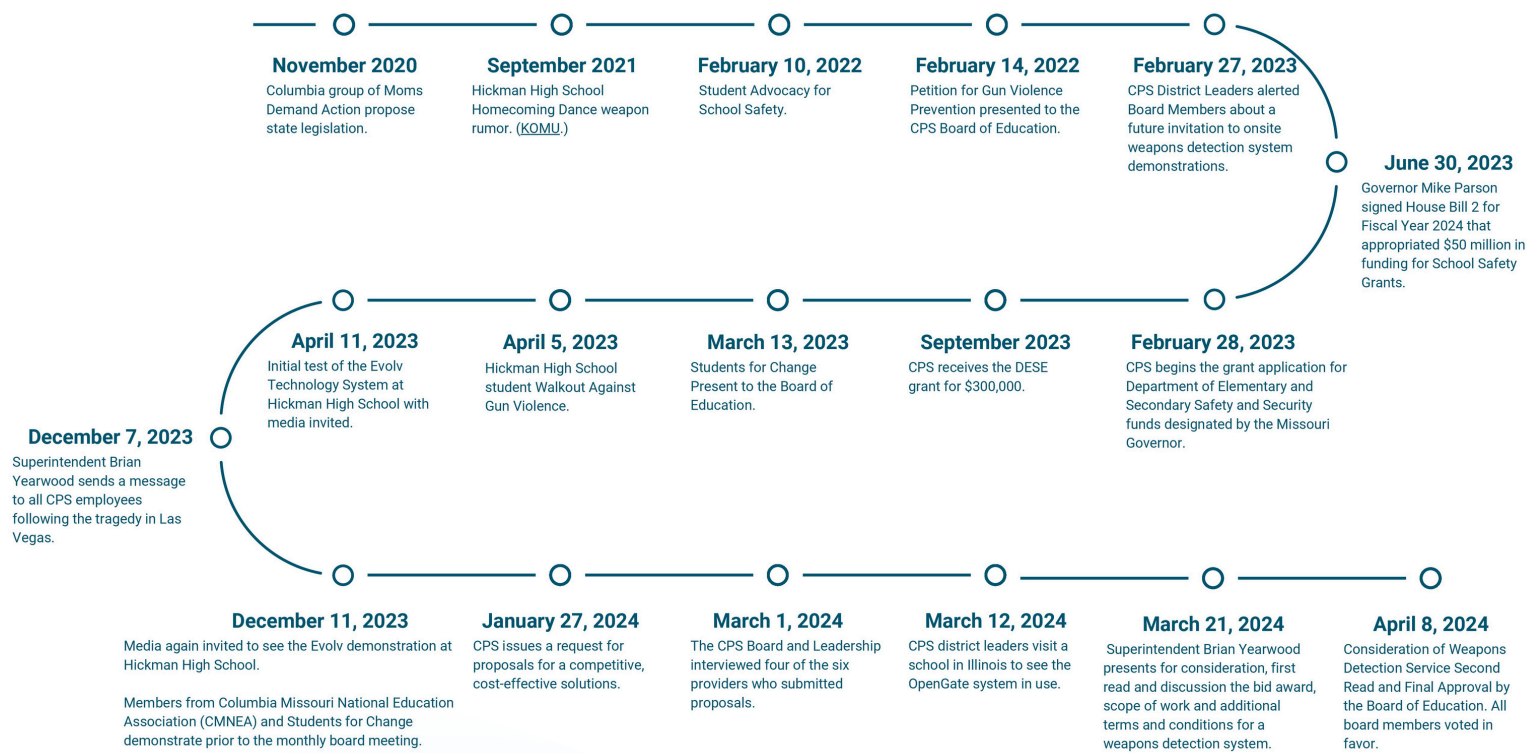 November 2020
Columbia group of Moms
Demand Action propose
state legislation.
September 2021
Hickman High School
Homecoming Dance weapon
rumor. (KOMU.)
February 10, 2022
Student Advocacy for
School Safety.
February 14, 2022
Petition for Gun Violence
Prevention presented to the
CPS Board of Education.
February 27, 2023
CPS District Leaders alerted
Board Members about a
future invitation to onsite
weapons detection system
demonstrations.
June 30, 2023
Governor Mike Parson
signed House Bill 2 for
Fiscal Year 2024 that
appropriated $50 million in
funding for School Safety
Grants.
April 11, 2023
Initial test of the Evolv
Technology System at
Hickman High School with
media invited.
April 5, 2023
Hickman High School
student Walkout Against
Gun Violence.
March 13, 2023
Students for Change
Present to the Board of
Education.
September 2023
CPS receives the DESE
grant for $300,000.
February 28, 2023
CPS begins the grant application for
Department of Elementary and
Secondary Safety and Security
funds designated by the Missouri
Governor.
December 7, 2023
Superintendent Brian
Yearwood sends a message
to all CPS employees
following the tragedy in Las
Vegas.
December 11, 2023
Media again invited to see the Evolv demonstration at
Hickman High School.
Members from Columbia Missouri National Education
Association (CMNEA) and Students for Change
demonstrate prior to the monthly board meeting.
January 27, 2024
CPS issues a request for
proposals for a competitive,
cost-effective solutions.
March 1, 2024
The CPS Board and Leadership
interviewed four of the six
providers who submitted
proposals.
March 12, 2024
CPS district leaders visit a
school in Illinois to see the
OpenGate system in use.
March 21, 2024
Superintendent Brian Yearwood
presents for consideration, first
read and discussion the bid award,
scope of work and additional
terms and conditions for a
weapons detection system.
April 8, 2024
Consideration of Weapons
Detection Service Second
Read and Final Approval by
the Board of Education. All
board members voted in
favor.